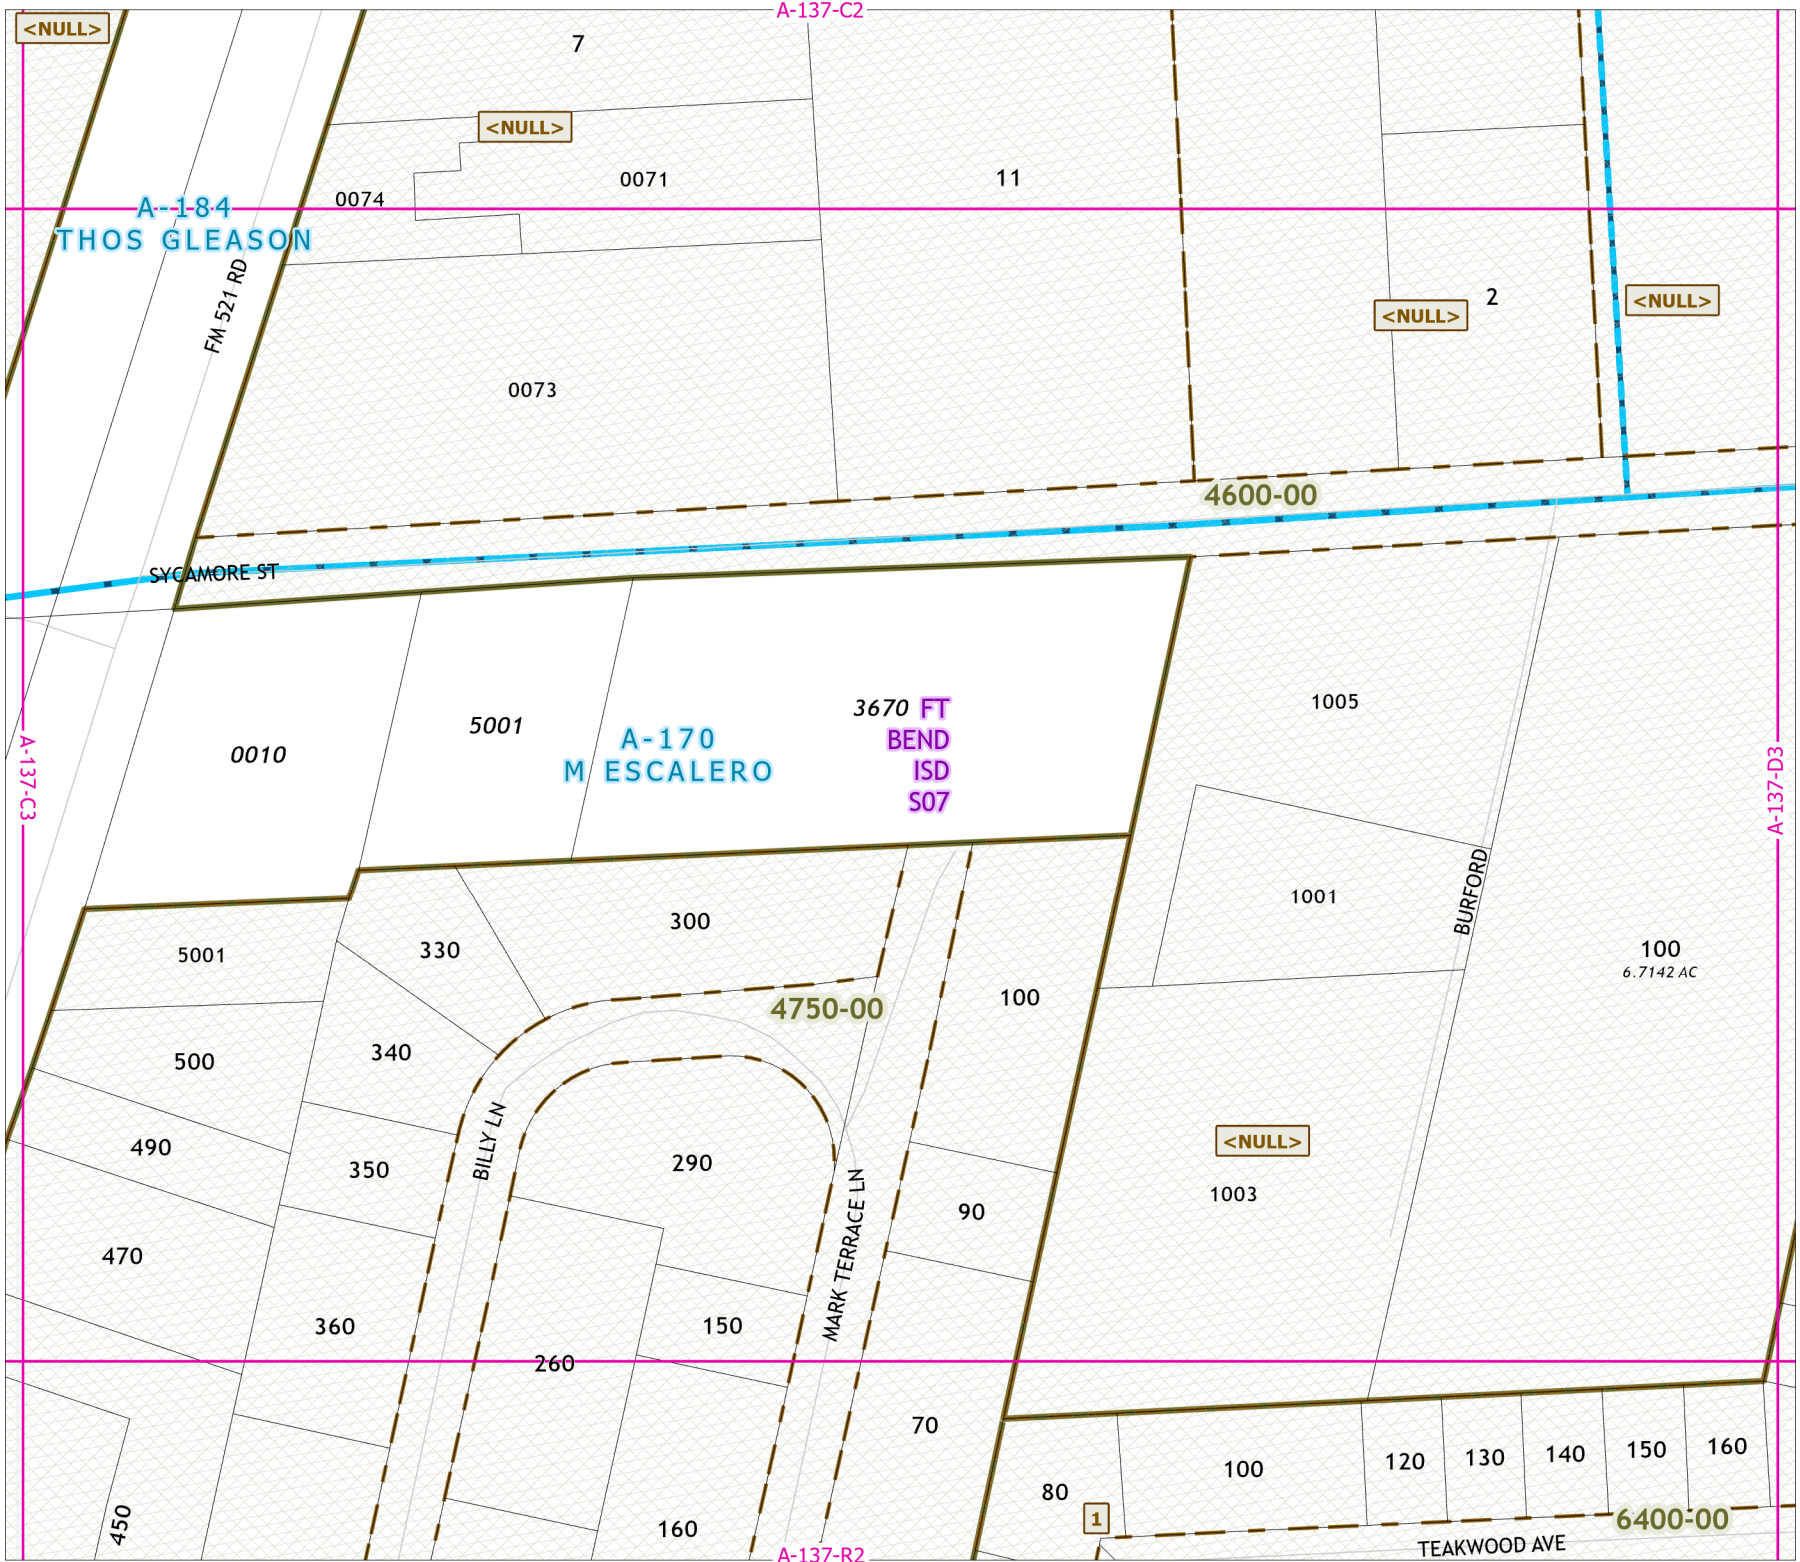 A-137-C2
<NULL>
7
<NULL>
0071
11
0074
A-184
THOS GLEASON
FM 521 RD
2
<NULL>
<NULL>
0073
4600-00
SYCAMORE ST
3670
FT
BEND
ISD
S07
1005
5001
0010
A-170
M ESCALERO
A-137-C3
A-137-D3
BURFORD
1001
300
330
5001
100
6.7142 AC
100
4750-00
340
500
BILLY LN
490
350
290
<NULL>
1003
90
MARK TERRACE LN
470
360
150
260
70
100
120
130
140
150
160
80
1
450
160
6400-00
TEAKWOOD AVE
A-137-R2